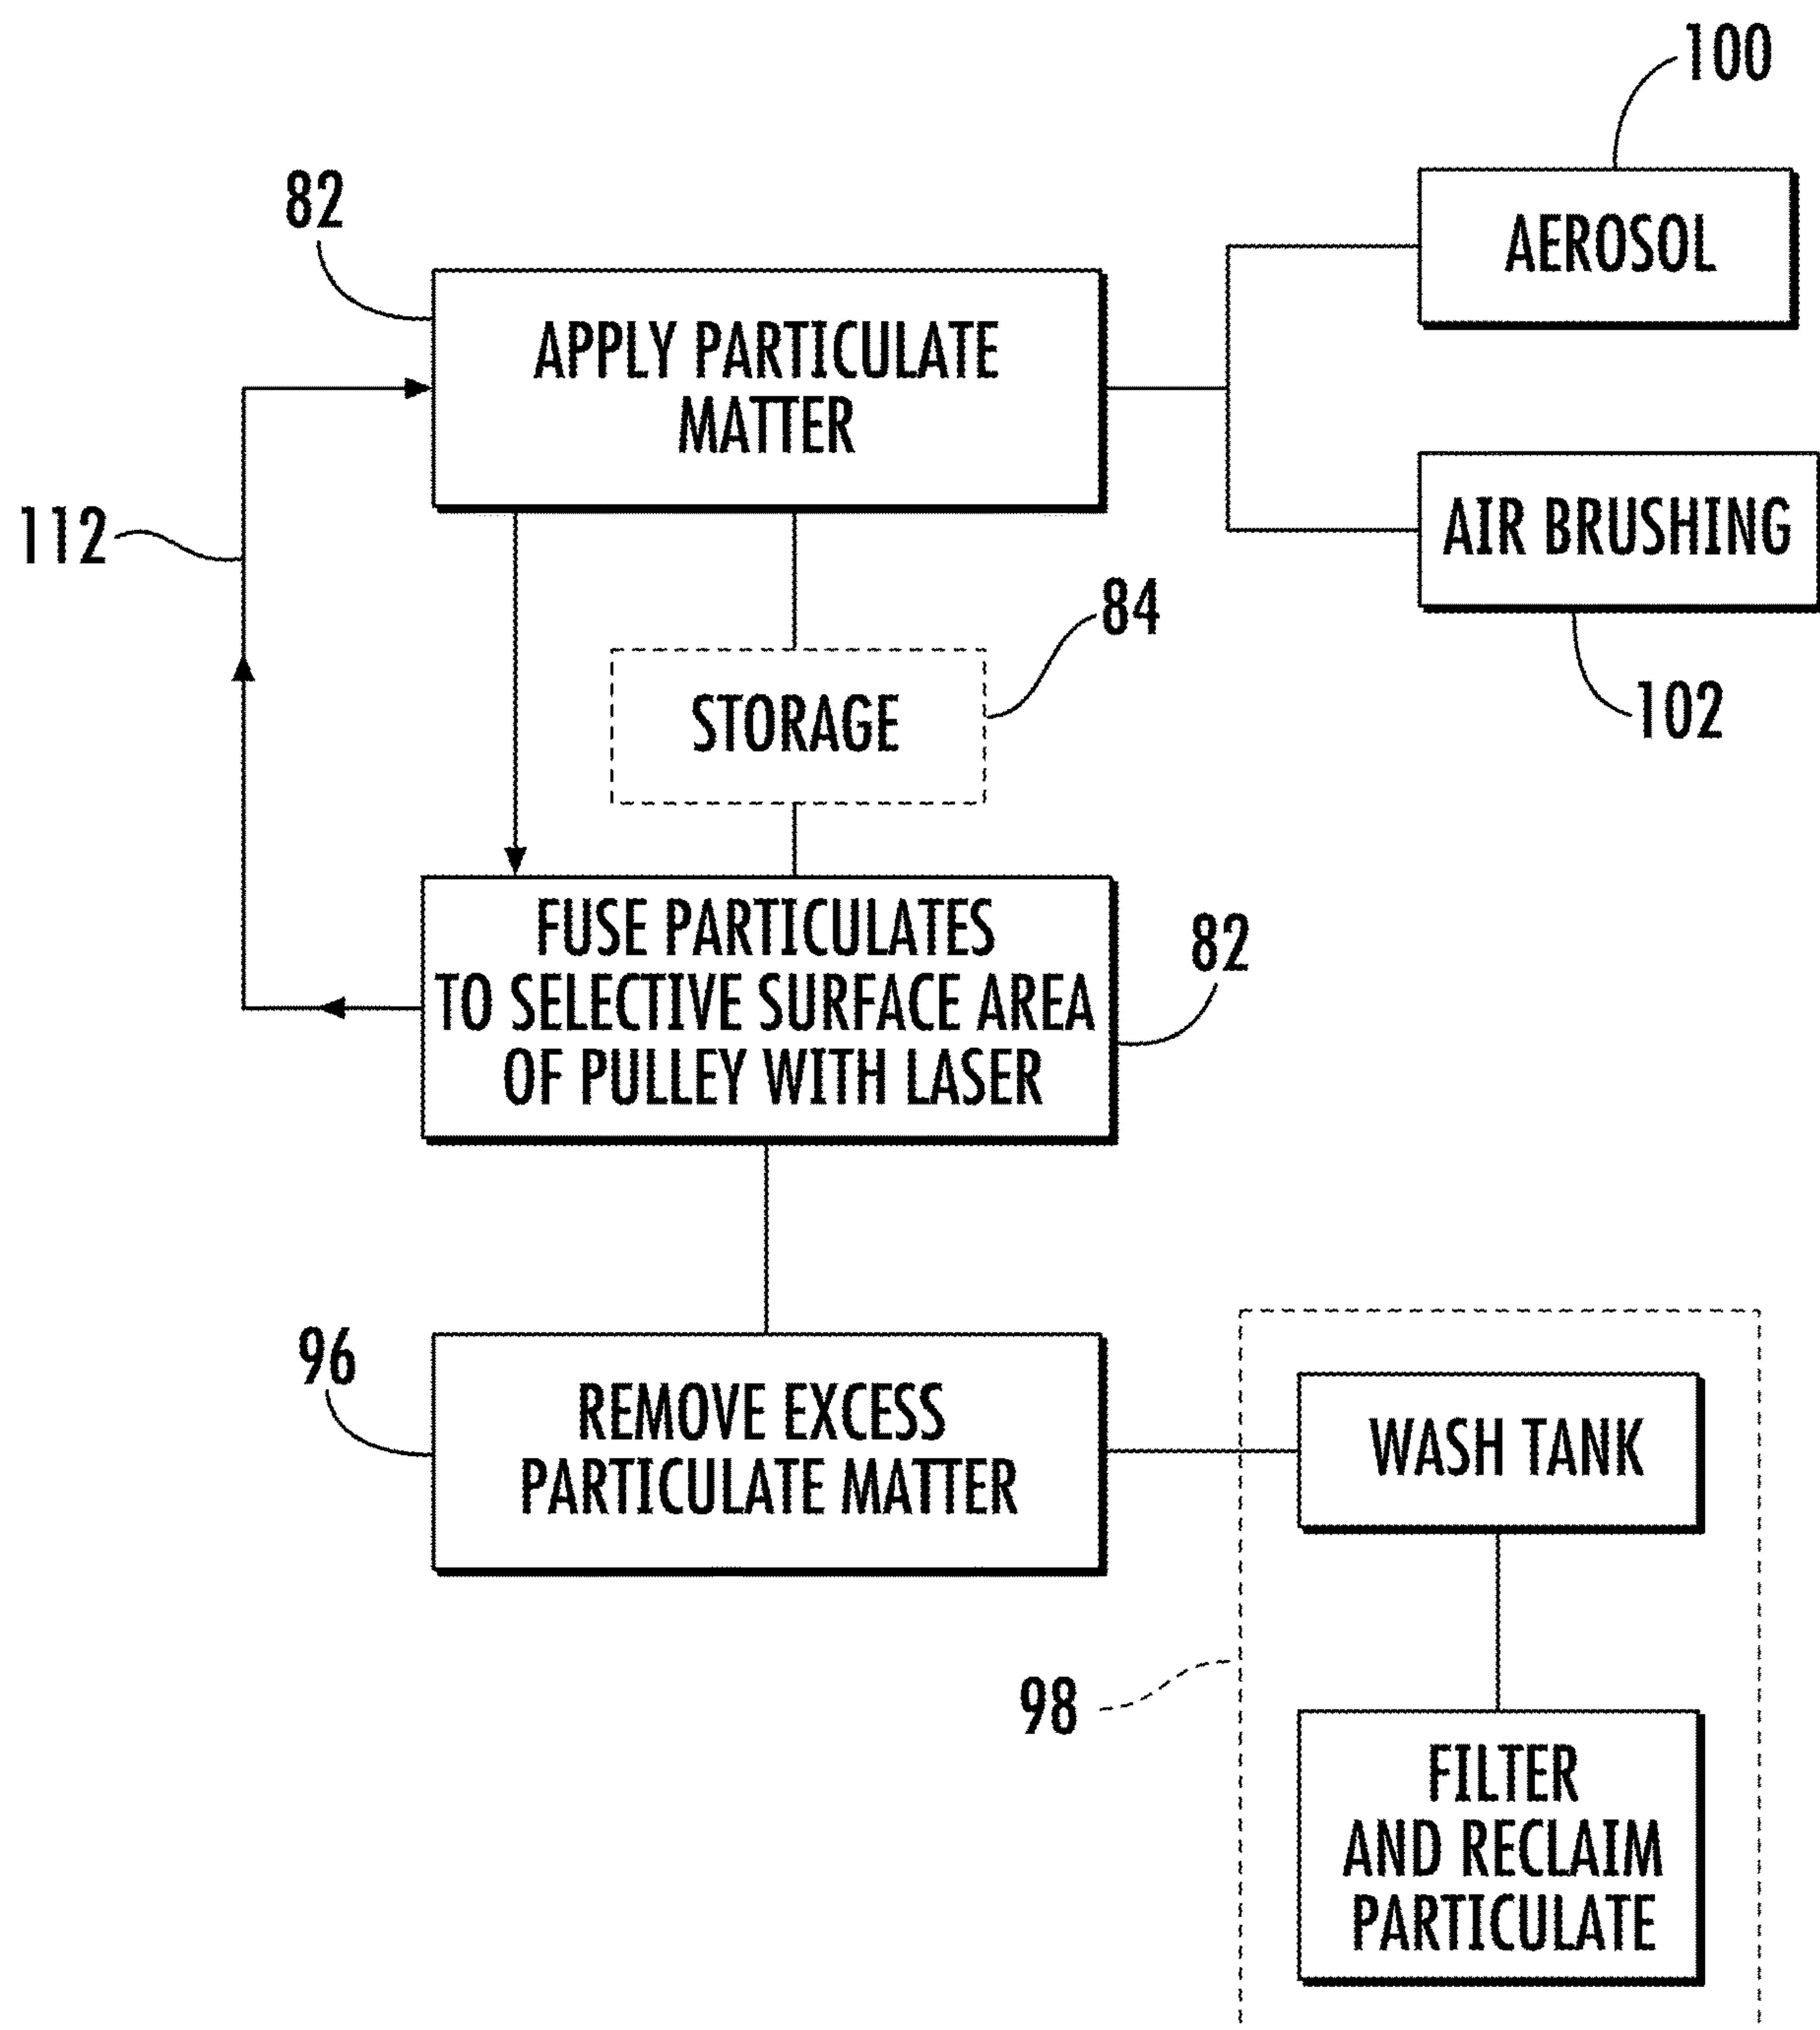 100
82
AEROSOL
APPLY PARTICULATE
MATTER
112
AIR BRUSHING
84
102
STORAGE
FUSE PARTICULATES
TO SELECTIVE SURFACE AREA
OF PULLEY WITH LASER
82
96
REMOVE EXCESS
PARTICULATE MATTER
WASH TANK
98
FILTER
AND RECLAIM
PARTICULATE